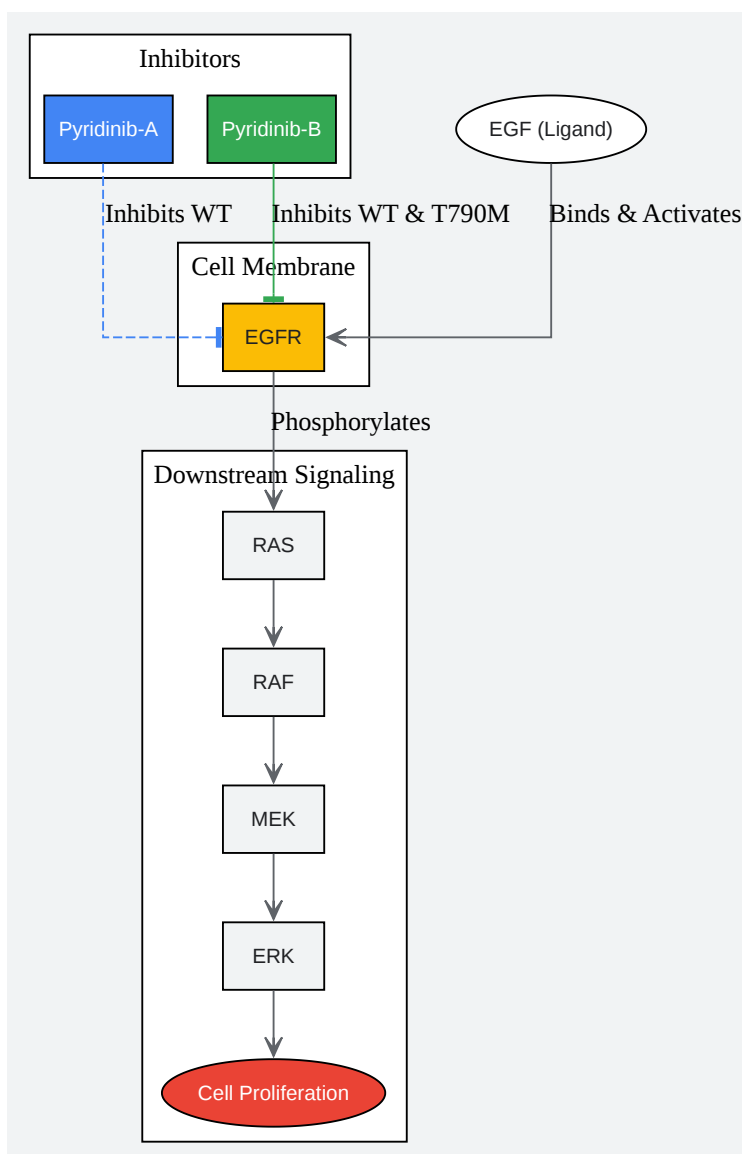 Inhibitors
Pyridinib-A
Pyridinib-B
EGF (Ligand)
Inhibits WT
Inhibits WT & T790M
Binds & Activates
Cell Membrane
EGFR
Phosphorylates
Downstream Signaling
RAS
RAF
MEK
ERK
Cell Proliferation